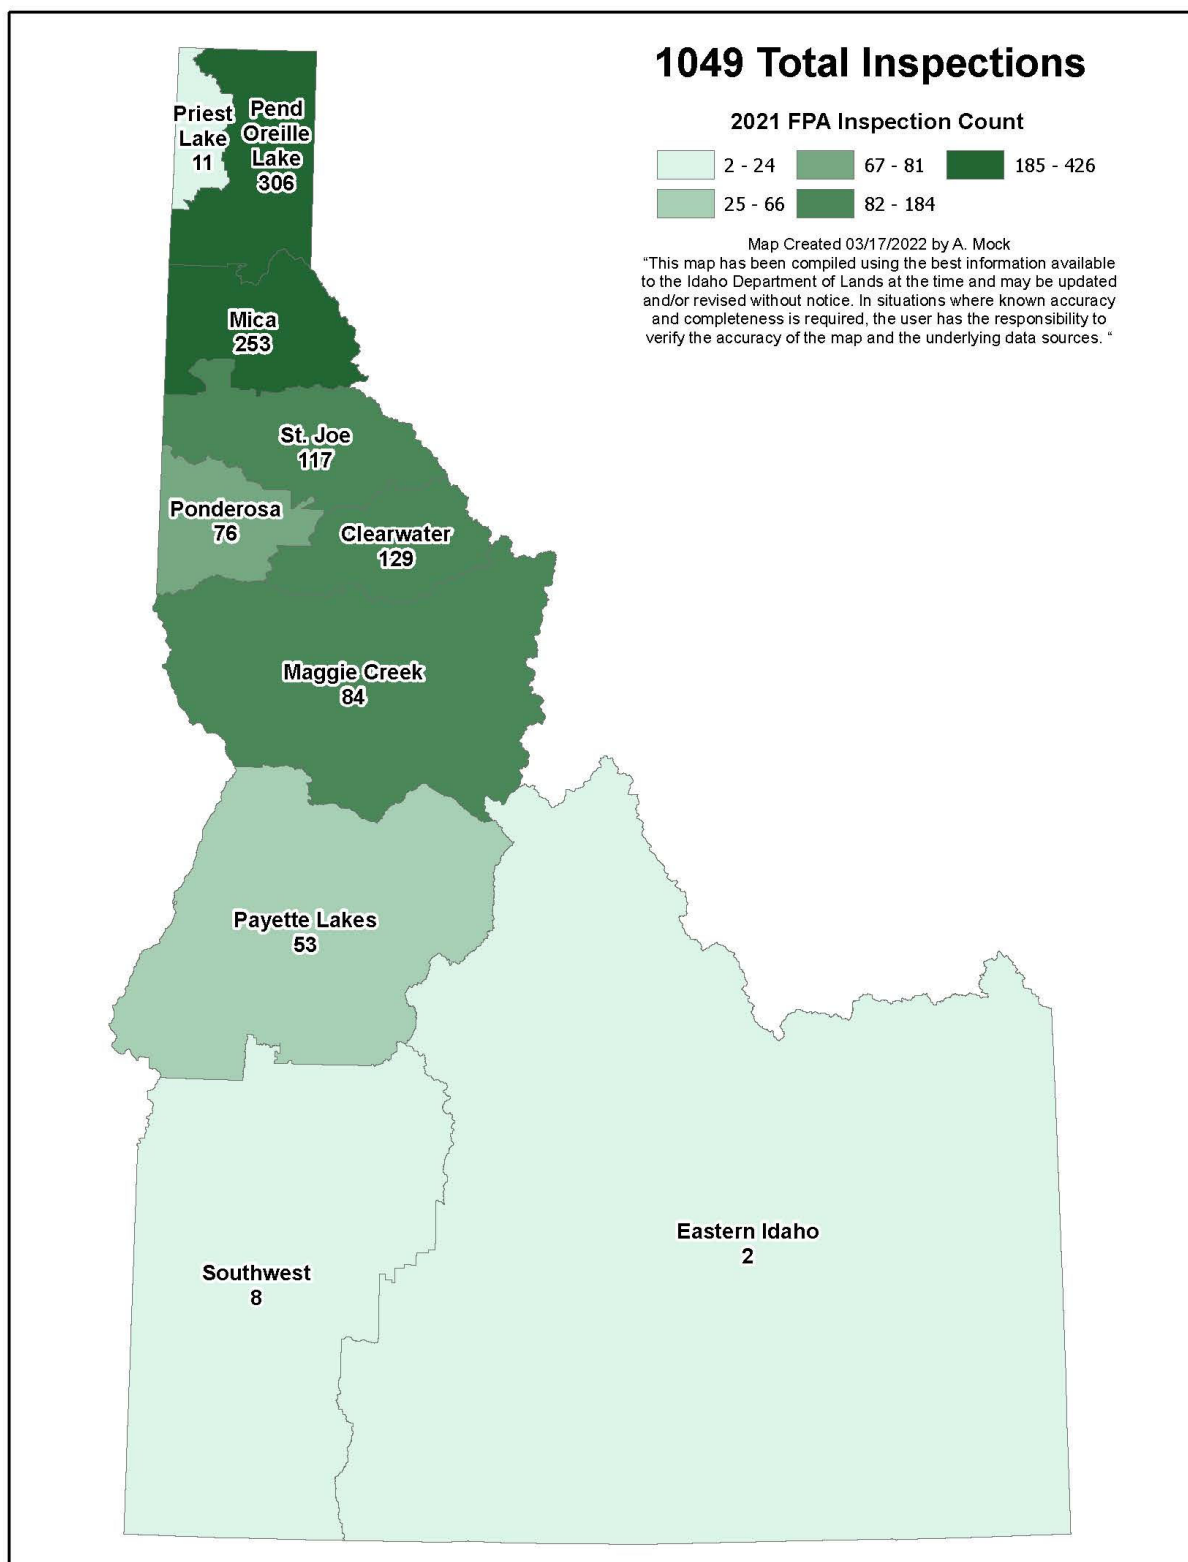 1049 Total Inspections
2021 FPA Inspection Count
2 - 24
67 - 81
185 - 426
25 - 66
82 - 184
Map Created 03/17/2022 by A. Mock
"This map has been compiled using the best information available
to the Idaho Department of Lands at the time and may be updated
and/or revised without notice. In situations where known accuracy
and completeness is required, the user has the responsibility to
verify the accuracy of the map and the underlying data sources. "
Priest
Lake
11
Pend
Oreille
Lake
306
Mica
253
St. Joe
117
Ponderosa
76
Clearwater
129
Maggie Creek
84
Payette Lakes
53
Eastern Idaho
2
Southwest
8